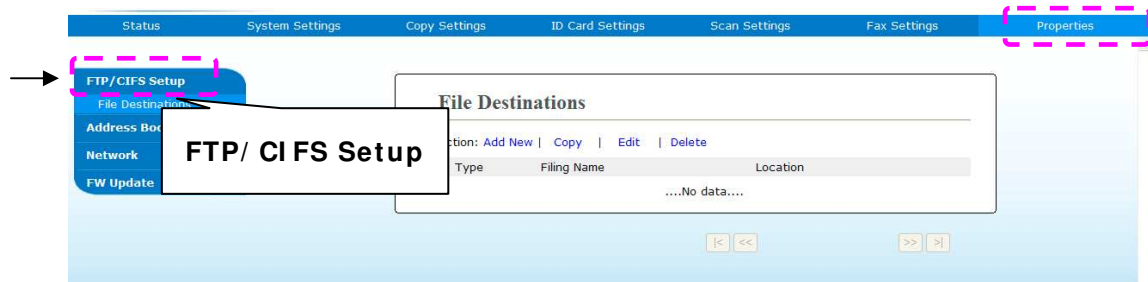 Status System Settings Copy Settings ID Card Settings Scan Settings Fax Settings Properties
FTP/CIFS Setup
File Destinations
Address Boo
Network
FW Update
FTP/ CI FS Setup
File Destinations
ction: Add New | Copy | Edit | Delete
Type Filing Name Location
....No data....
|< << >> >|